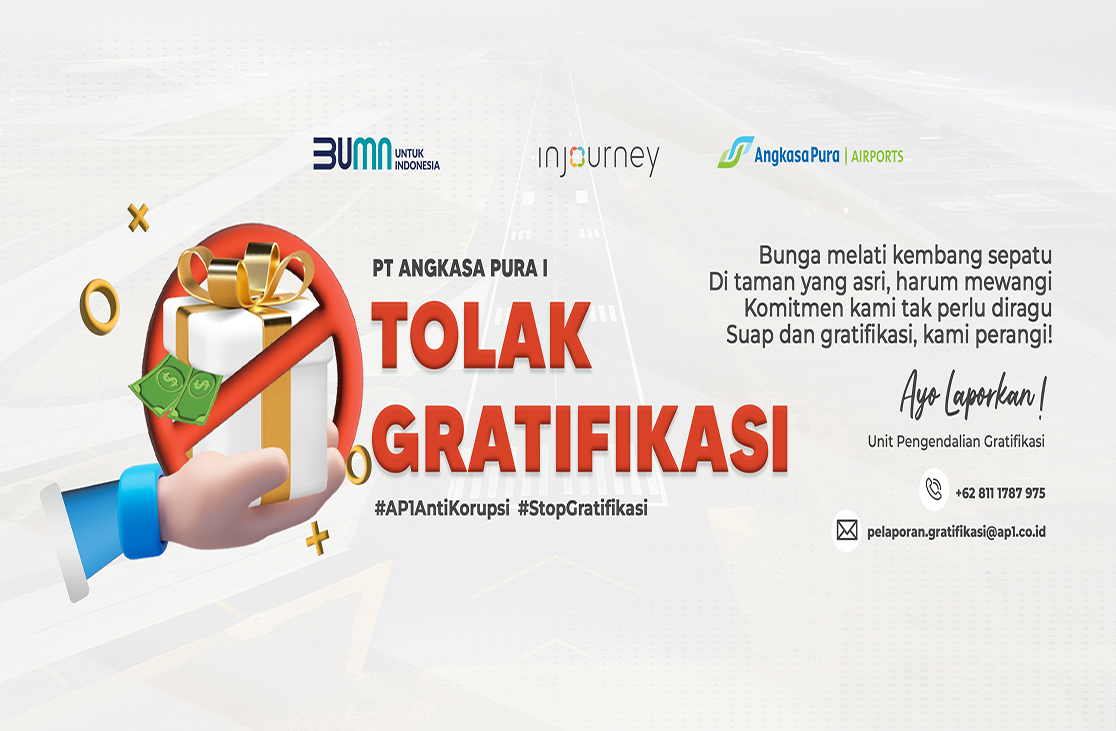 BUMN UNTUK INDONESIA
injourney
AngkasaPura | AIRPORTS
PT ANGKASA PURA I
TOLAK
GRATIFIKASI
#AP1AntiKorupsi #StopGratifikasi
Bunga melati kembang sepatu
Di taman yang asri, harum mewangi
Komitmen kami tak perlu diragu
Suap dan gratifikasi, kami perangi!
Ayo Laporkan!
Unit Pengendalian Gratifikasi
+62 811 1787 975
pelaporan.gratifikasi@ap1.co.id